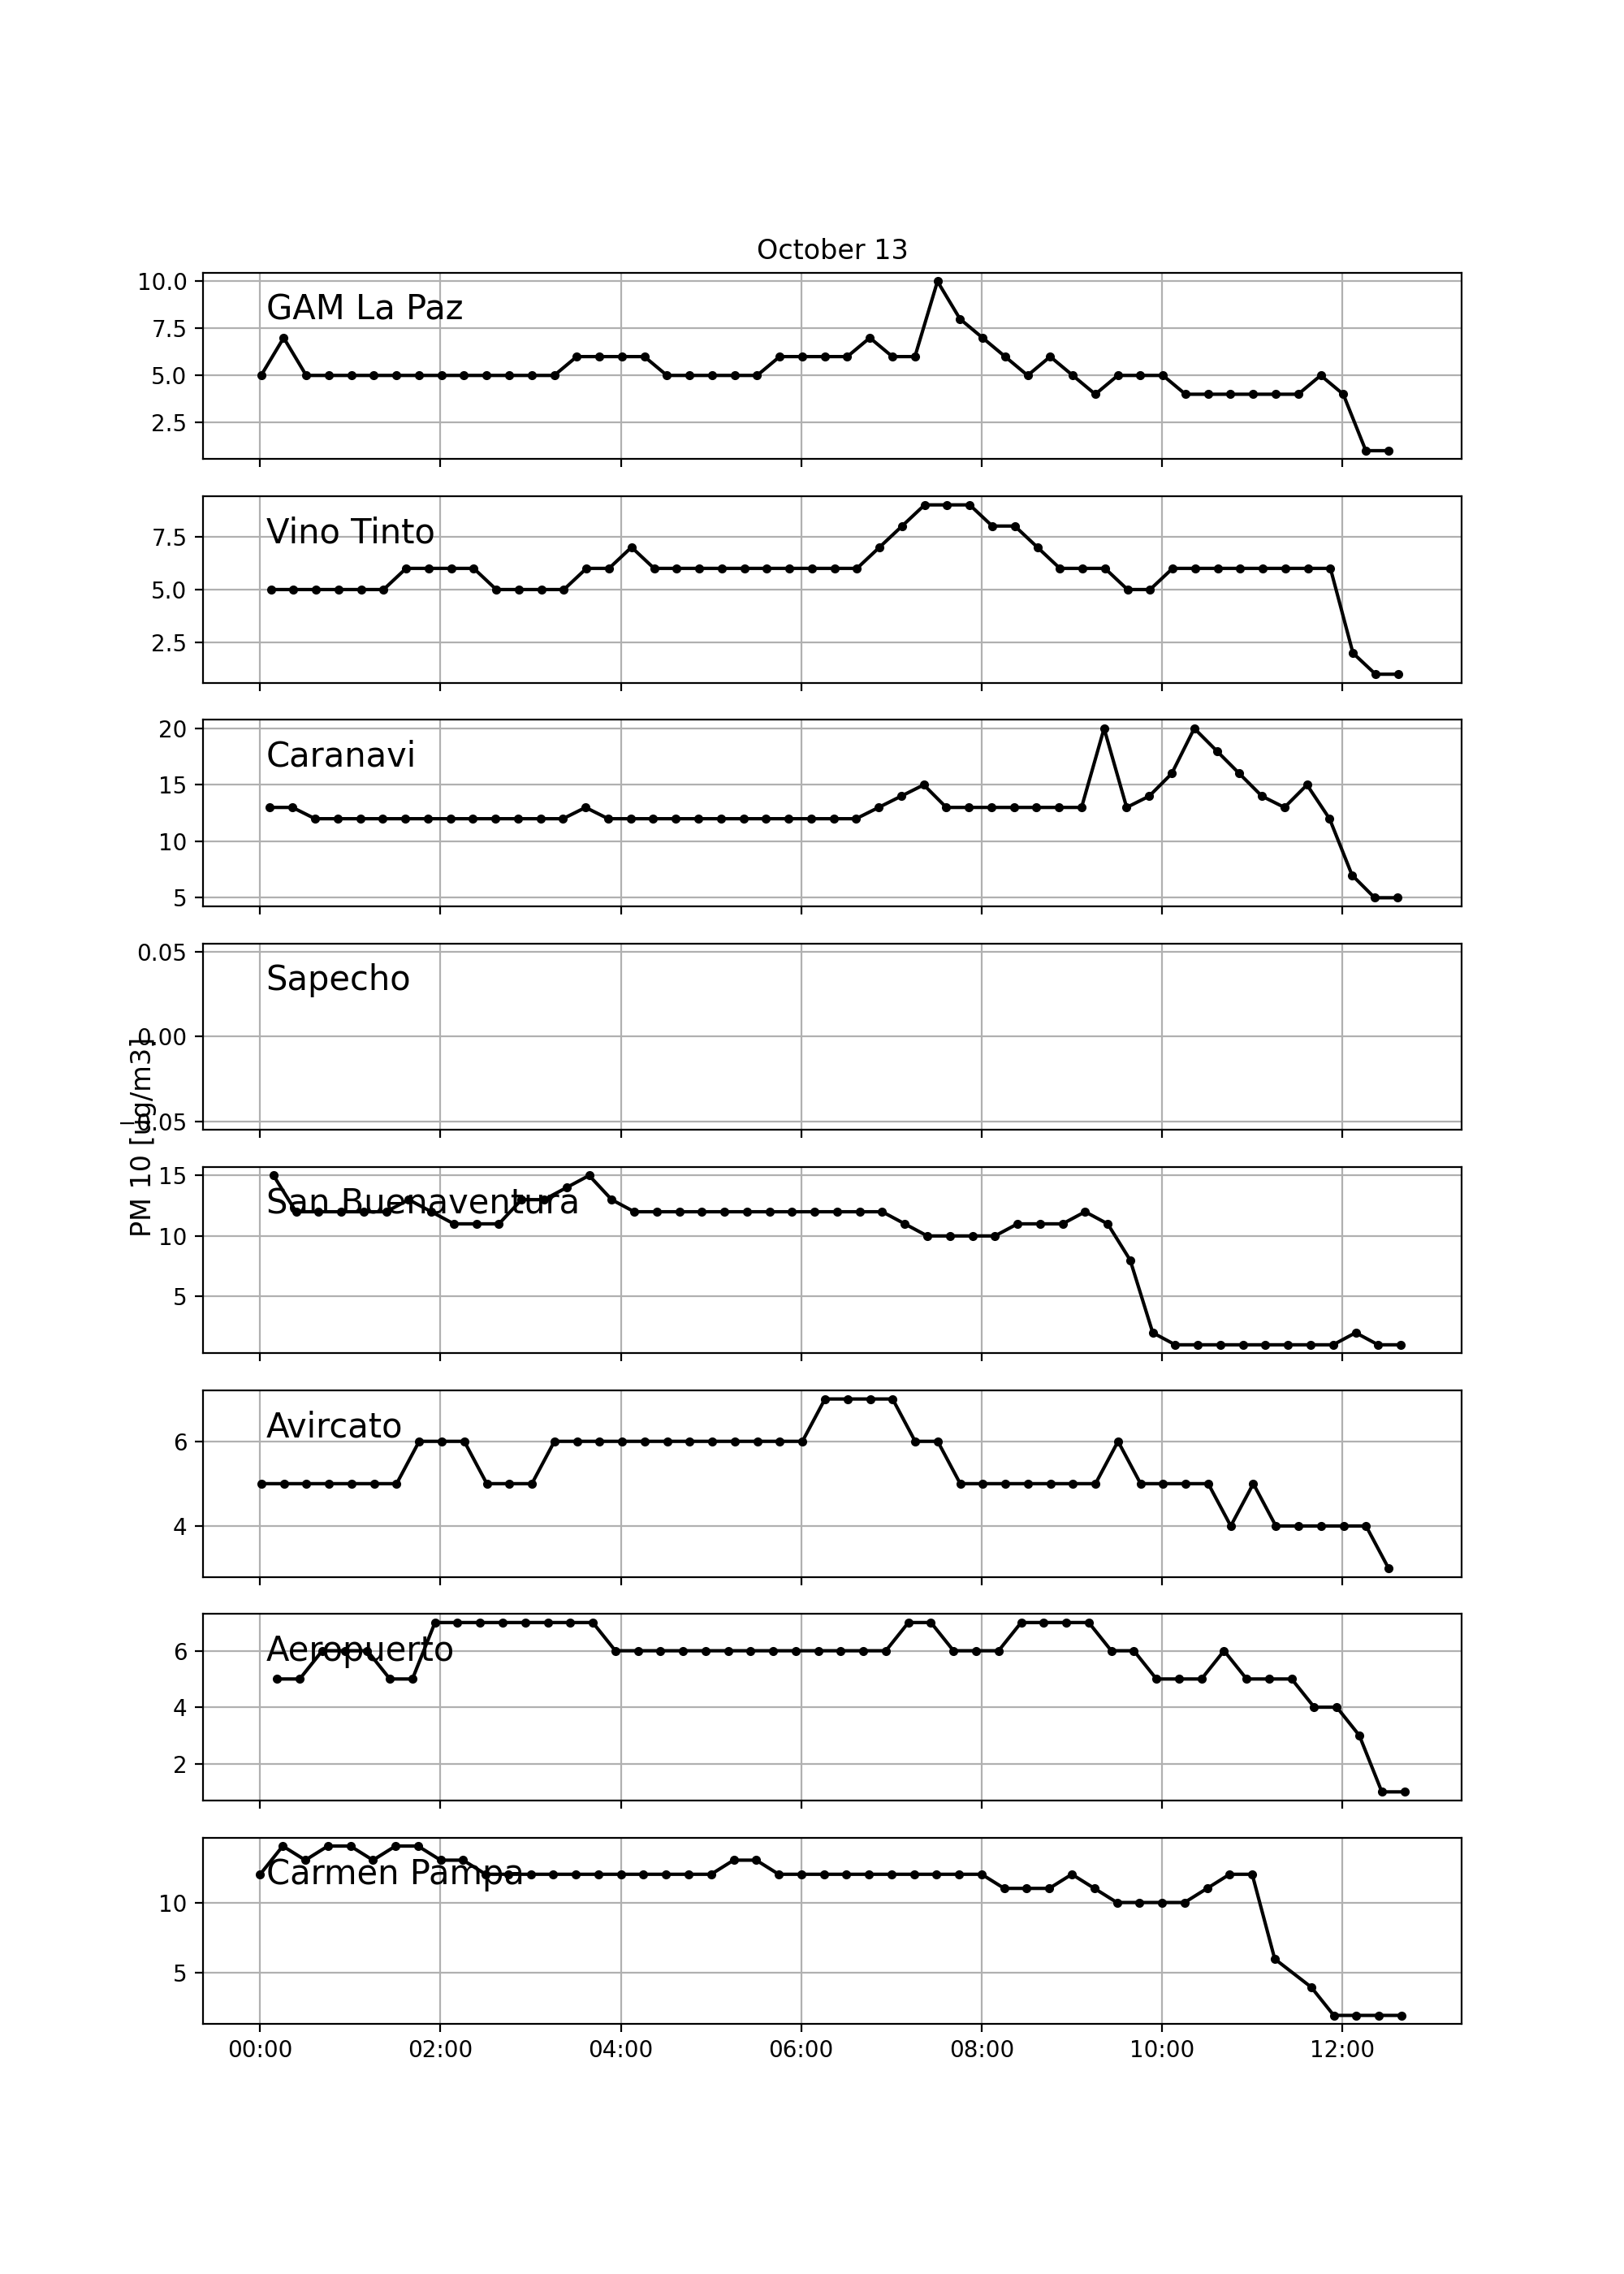 October 13
GAM La Paz
10.0
7.5
5.0
2.5
Vino Tinto
7.5
5.0
2.5
Caranavi
20
15
10
5
Sapecho
0.05
0.00
−0.05
PM 10 [ug/m3]
San Buenaventura
15
10
5
Avircato
6
4
Aeropuerto
6
4
2
Carmen Pampa
10
5
00:00 02:00 04:00 06:00 08:00 10:00 12:00